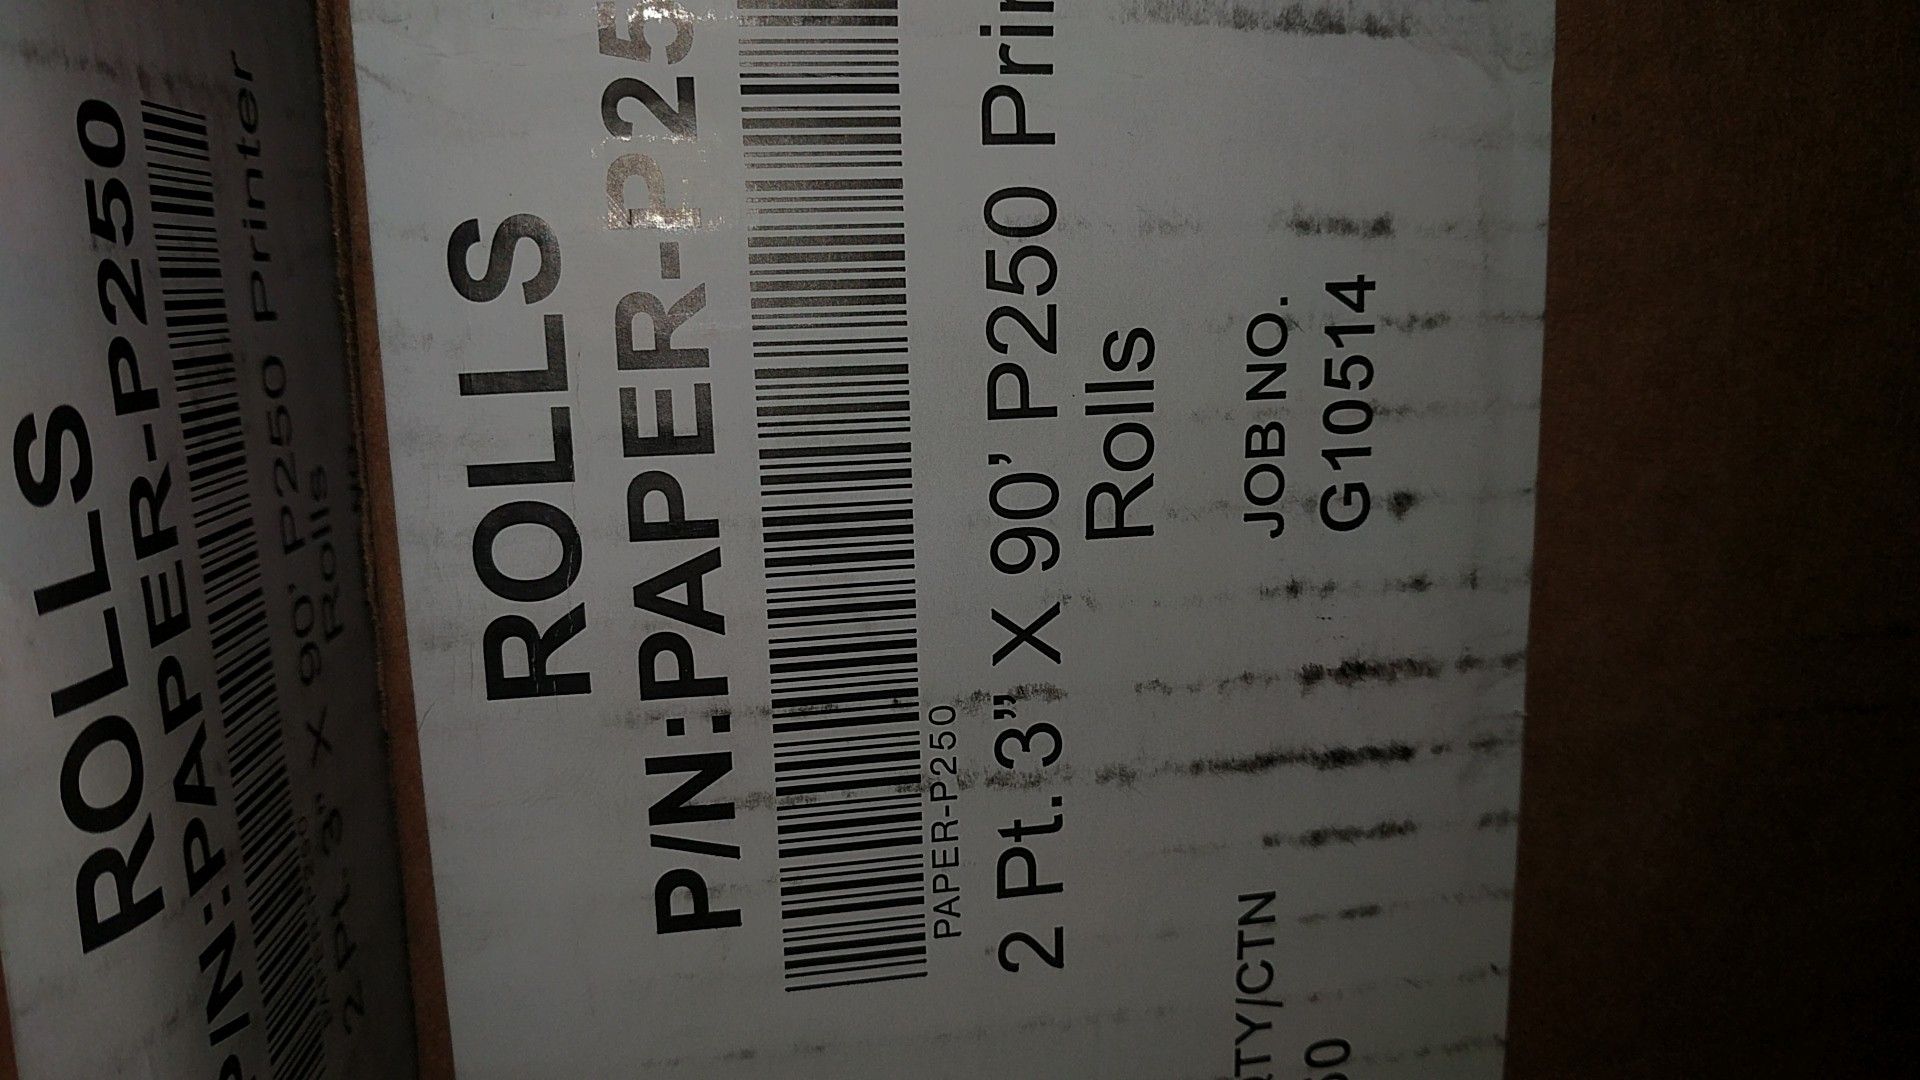 ROLLS
P/N:PAPER-P250
2 Pt. 3" X 90' P250 Printer
Rolls
ROLLS
P/N:PAPER-P25
PAPER-P250
2 Pt. 3" X 90' P250 Prin
Rolls
QTY/CTN JOB NO.
50 G10514